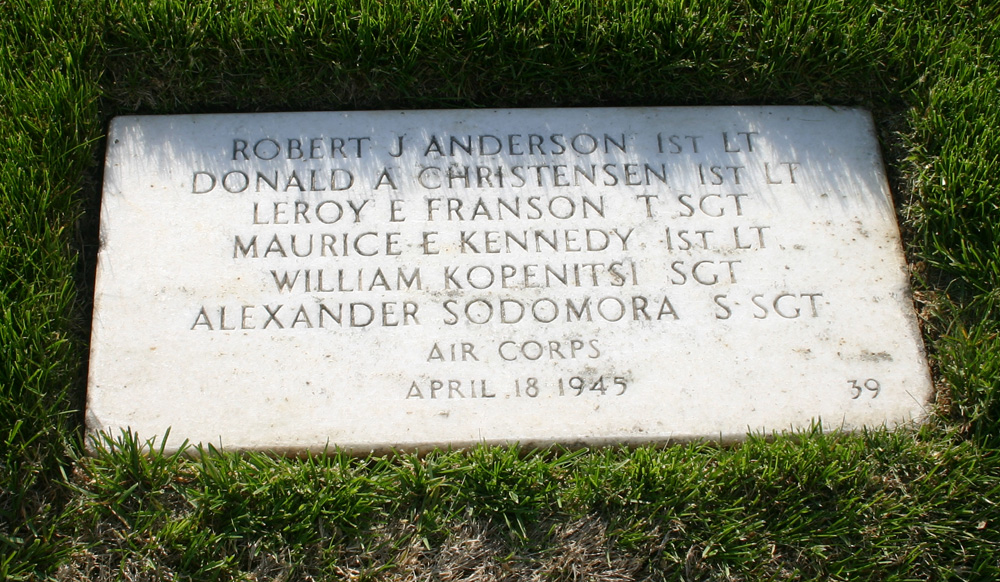 ROBERT J ANDERSON 1ST LT
DONALD A CHRISTENSEN 1ST LT
LEROY E FRANSON T SGT
MAURICE E KENNEDY 1ST LT
WILLIAM KOPENITSI SGT
ALEXANDER SODOMORA S SGT
AIR CORPS
APRIL 18 1945 39